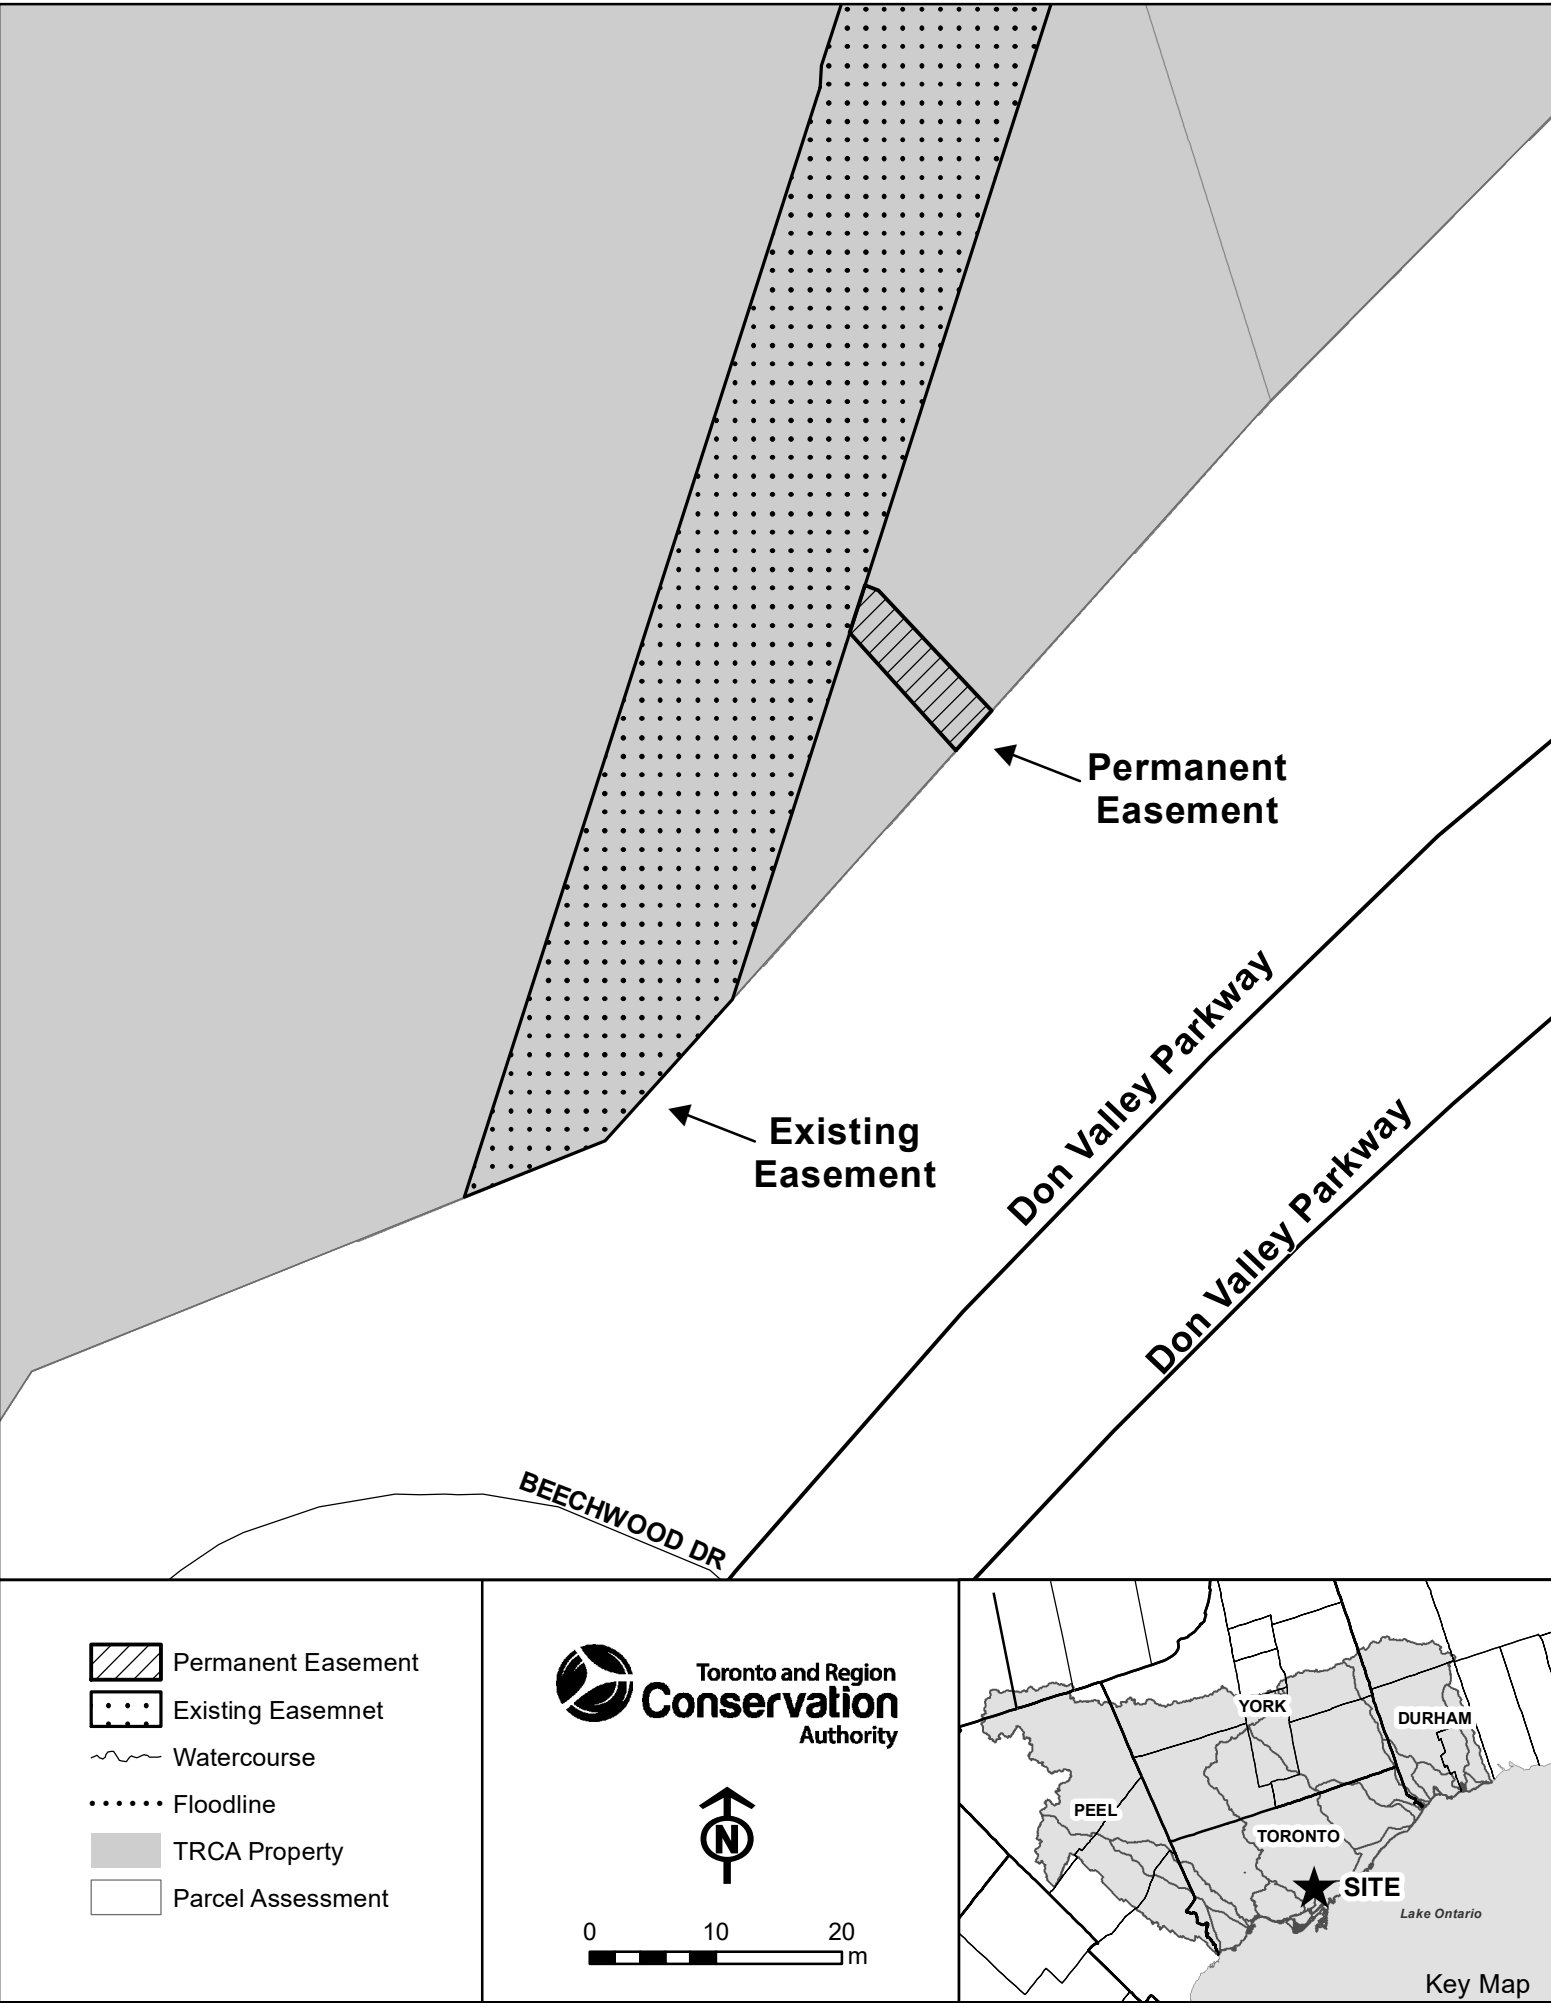 Permanent
Easement
Existing
Easement
Don Valley Parkway
Don Valley Parkway
BEECHWOOD DR
Permanent Easement
Existing Easemnet
Watercourse
Floodline
TRCA Property
Parcel Assessment
Toronto and Region
Conservation
Authority
N
0 10 20
m
YORK
DURHAM
PEEL
TORONTO
SITE
Lake Ontario
Key Map